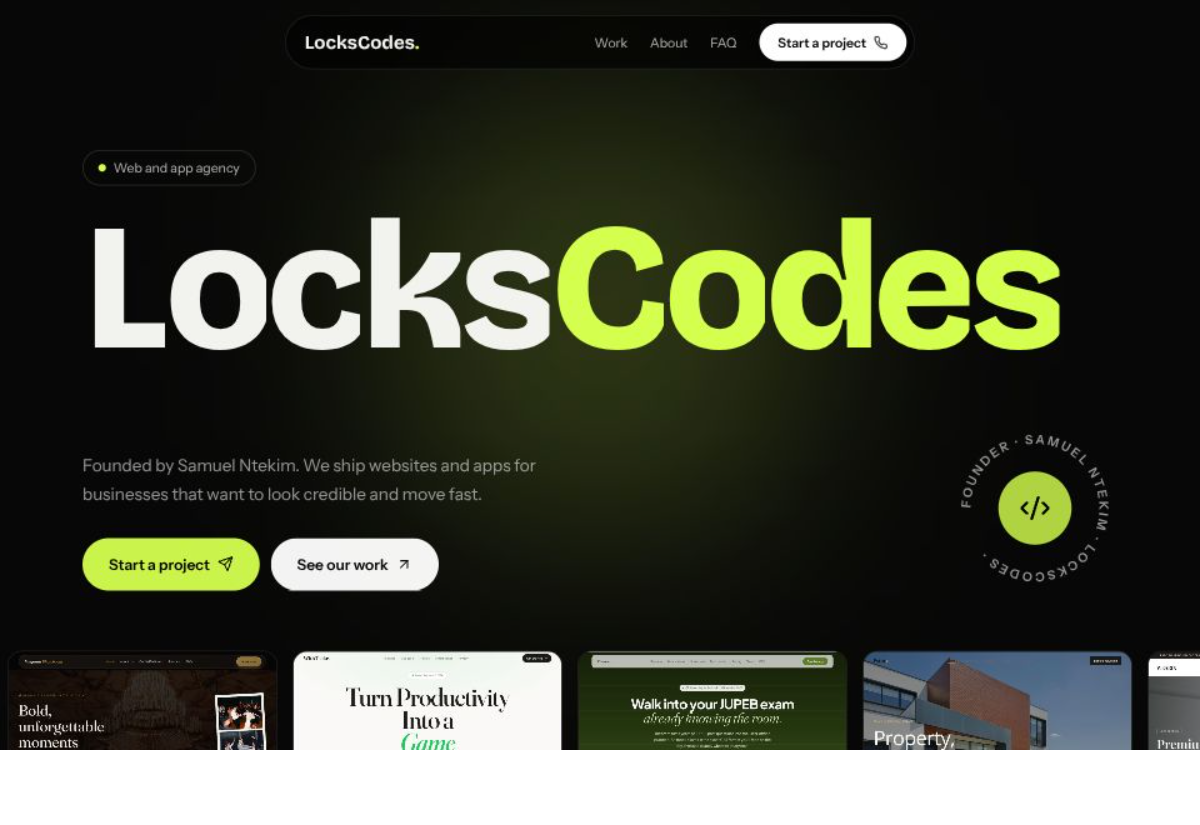 LocksCodes.
Work
About
FAQ
Start a project
Web and app agency
LocksCodes
Founded by Samuel Ntekim. We ship websites and apps for
businesses that want to look credible and move fast.
FOUNDER · SAMUEL NTEKIM · LOCKSCODES ·
</>
Start a project
See our work
Bold,
unforgettable
moments
Turn Productivity
Into a
Game
Walk into your JUPEB exam
already knowing the room.
Property,